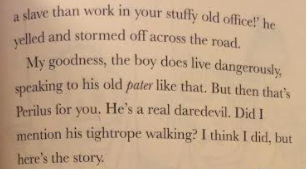 a slave than work in your stuffy old office!' he
yelled and stormed off across the road.
My goodness, the boy does live dangerously,
speaking to his old pater like that. But then that's
Perilus for you. He's a real daredevil. Did I
mention his tightrope walking? I think I did, but
here's the story.